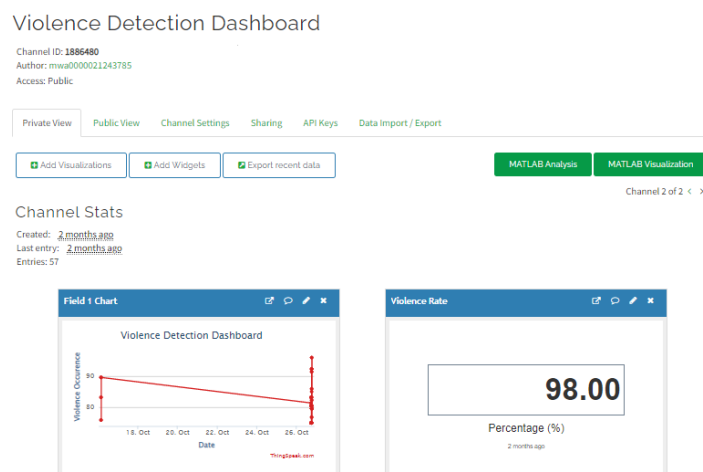 Violence Detection Dashboard
Channel ID: 1886480
Author: mwa0000021243785
Access: Public
Private View Public View Channel Settings Sharing API Keys Data Import / Export
Add Visualizations Add Widgets Export recent data MATLAB Analysis MATLAB Visualization
Channel 2 of 2 < >
Channel Stats
Created: 2 months ago
Last entry: 2 months ago
Entries: 57
Field 1 Chart
Violence Detection Dashboard
Violence Occurence
90
80
18. Oct 20. Oct 22. Oct 24. Oct 26. Oct
Date
ThingSpeak.com
Violence Rate
98.00
Percentage (%)
2 months ago